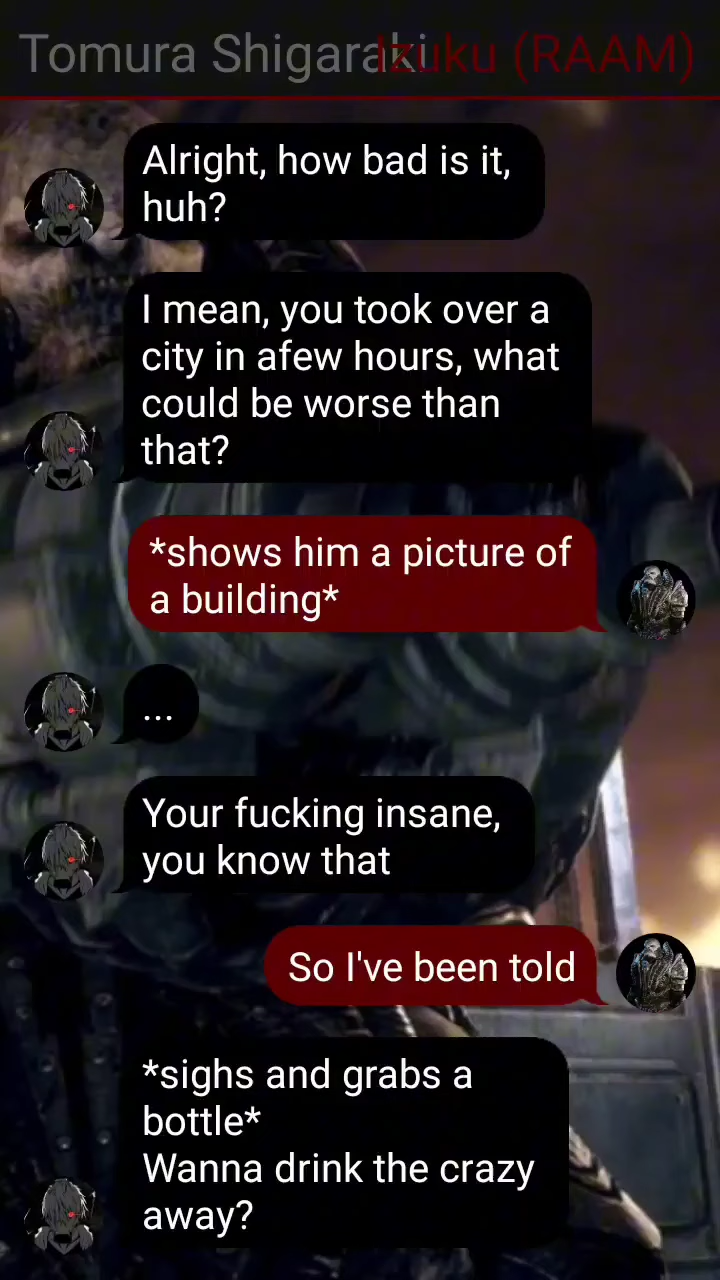 Tomura Shigaraki Izuku (RAAM)
Alright, how bad is it,
huh?
I mean, you took over a
city in afew hours, what
could be worse than
that?
*shows him a picture of
a building*
...
Your fucking insane,
you know that
So I've been told
*sighs and grabs a
bottle*
Wanna drink the crazy
away?